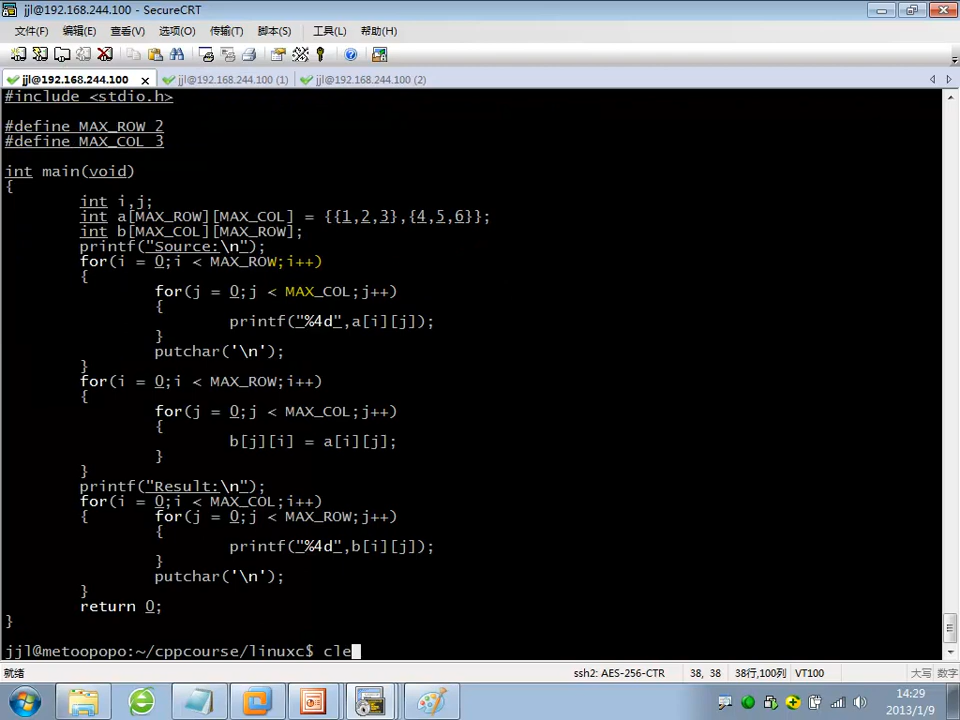 jjl@192.168.244.100 - SecureCRT
文件(F) 编辑(E) 查看(V) 选项(O) 传输(T) 脚本(S) 工具(L) 帮助(H)
jjl@192.168.244.100 jjl@192.168.244.100 (1) jjl@192.168.244.100 (2)
#include <stdio.h>
#define MAX_ROW 2
#define MAX_COL 3
int main(void)
{
int i,j;
int a[MAX_ROW][MAX_COL] = {{1,2,3},{4,5,6}};
int b[MAX_COL][MAX_ROW];
printf("Source:\n");
for(i = 0;i < MAX_ROW;i++)
{
for(j = 0;j < MAX_COL;j++)
{
printf("%4d",a[i][j]);
}
putchar('\n');
}
for(i = 0;i < MAX_ROW;i++)
{
for(j = 0;j < MAX_COL;j++)
{
b[j][i] = a[i][j];
}
}
printf("Result:\n");
for(i = 0;i < MAX_COL;i++)
{ for(j = 0;j < MAX_ROW;j++)
{
printf("%4d",b[i][j]);
}
putchar('\n');
}
return 0;
}
jjl@metoopopo:~/cppcourse/linuxc$ cle
就绪 ssh2: AES-256-CTR 38, 38 38行,100列 VT100 大写 数字
14:29
2013/1/9